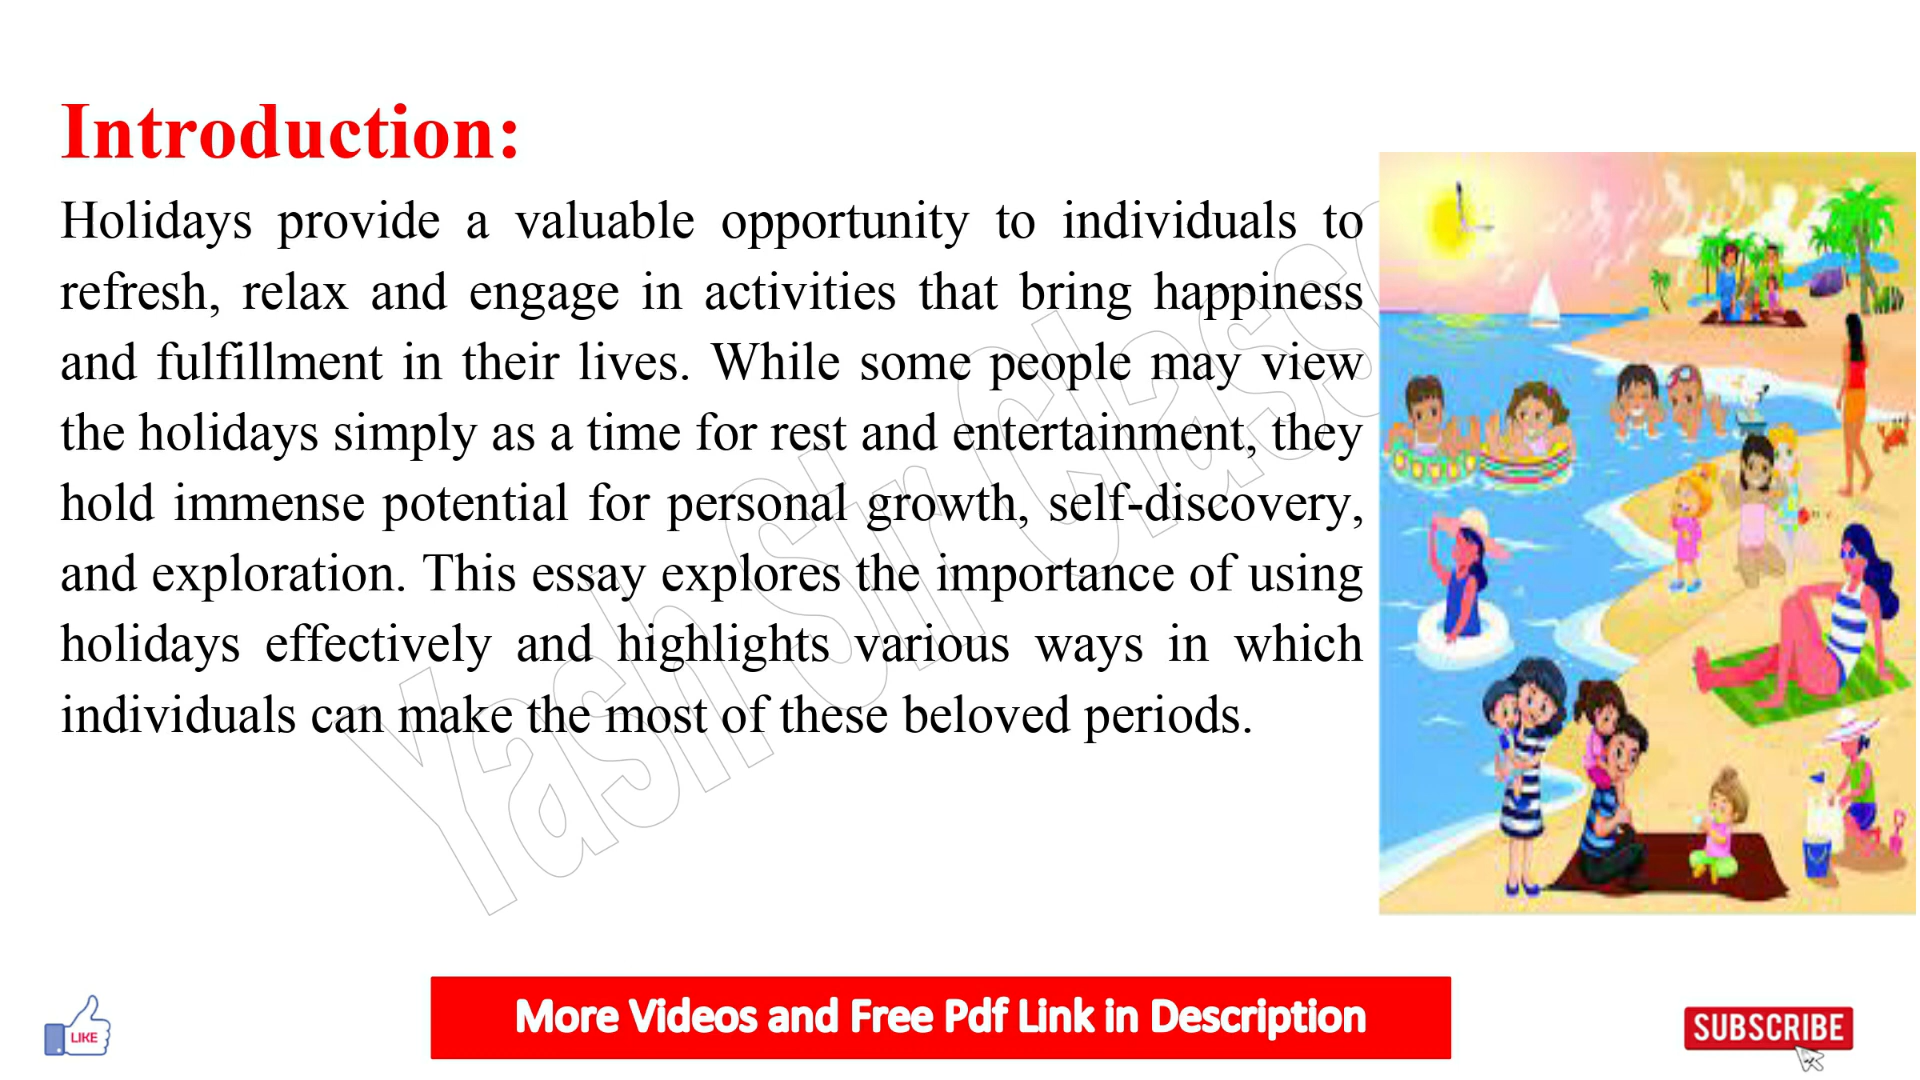 Introduction:
Holidays provide a valuable opportunity to individuals to
refresh, relax and engage in activities that bring happiness
and fulfillment in their lives. While some people may view
the holidays simply as a time for rest and entertainment, they
hold immense potential for personal growth, self-discovery,
and exploration. This essay explores the importance of using
holidays effectively and highlights various ways in which
individuals can make the most of these beloved periods.
Yash Sir Classe
LIKE
More Videos and Free Pdf Link in Description
SUBSCRIBE